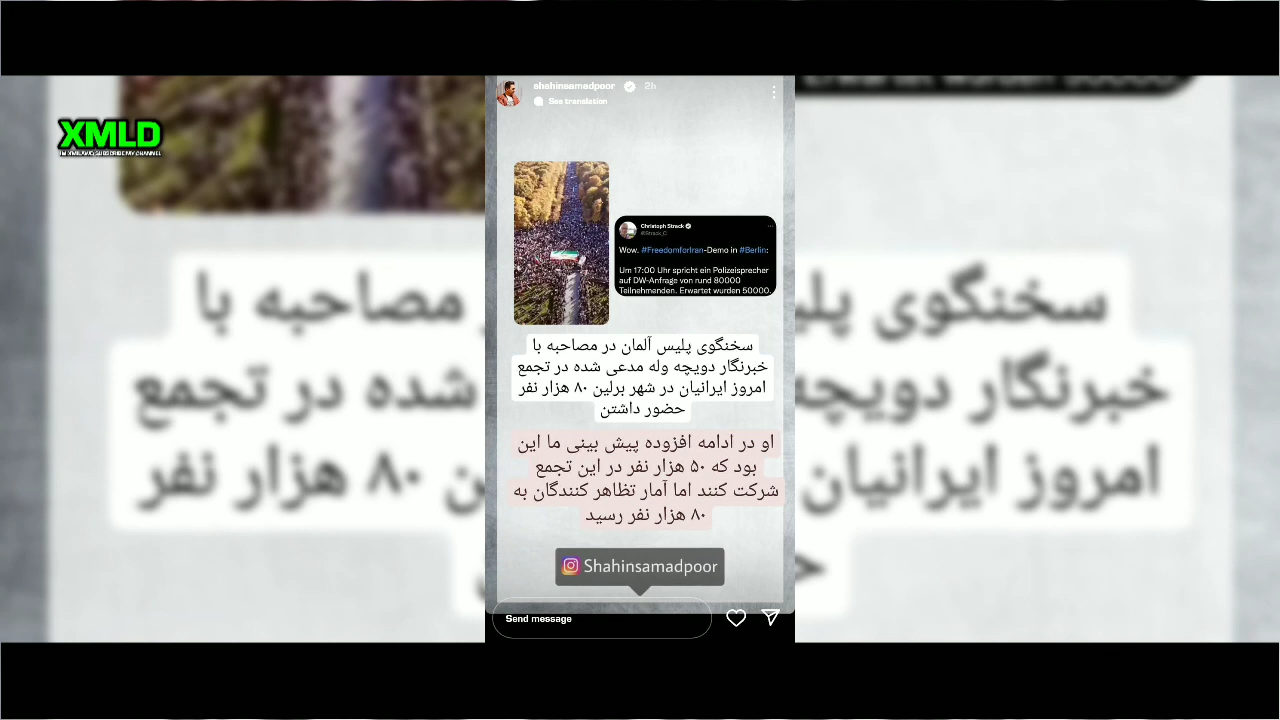 XMLD
shahinsamadpoor 2h
See translation
Christoph Strack
@Strack_C
Wow. #FreedomforIran-Demo in #Berlin:
Um 17:00 Uhr spricht ein Polizeisprecher
auf DW-Anfrage von rund 80000
Teilnehmenden. Erwartet wurden 50000.
سخنگوی پلیس آلمان در مصاحبه با
خبرنگار دویچه وله مدعی شده در تجمع
امروز ایرانیان در شهر برلین ۸۰ هزار نفر
حضور داشتن
او در ادامه افزوده پیش بینی ما این
بود که ۵۰ هزار نفر در این تجمع
شرکت کنند اما آمار تظاهر کنندگان به
۸۰ هزار نفر رسید
Shahinsamadpoor
Send message